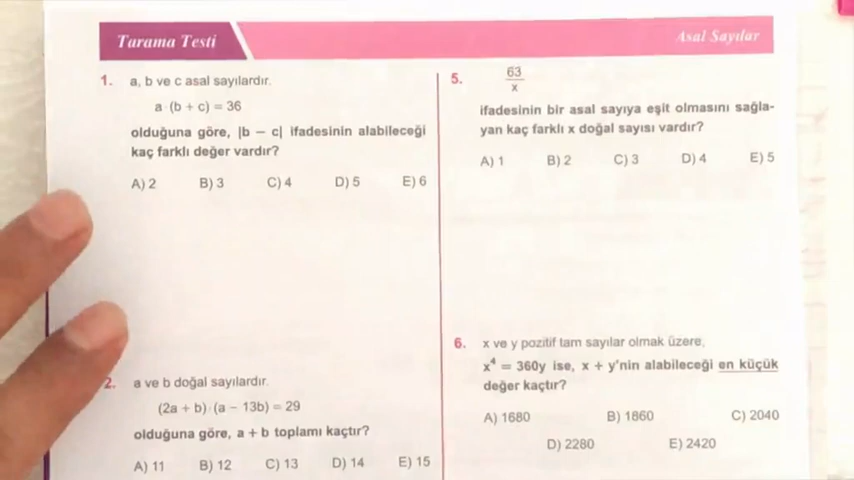 Tarama Testi
Asal Sayılar
1. a, b ve c asal sayılardır.
a·(b + c) = 36
olduğuna göre, |b − c| ifadesinin alabileceği
kaç farklı değer vardır?
A) 2 B) 3 C) 4 D) 5 E) 6
2. a ve b doğal sayılardır.
(2a + b)·(a − 13b) = 29
olduğuna göre, a + b toplamı kaçtır?
A) 11 B) 12 C) 13 D) 14 E) 15
5. 63
x
ifadesinin bir asal sayıya eşit olmasını sağla-
yan kaç farklı x doğal sayısı vardır?
A) 1 B) 2 C) 3 D) 4 E) 5
6. x ve y pozitif tam sayılar olmak üzere,
x⁴ = 360y ise, x + y'nin alabileceği en küçük
değer kaçtır?
A) 1680 B) 1860 C) 2040
D) 2280 E) 2420